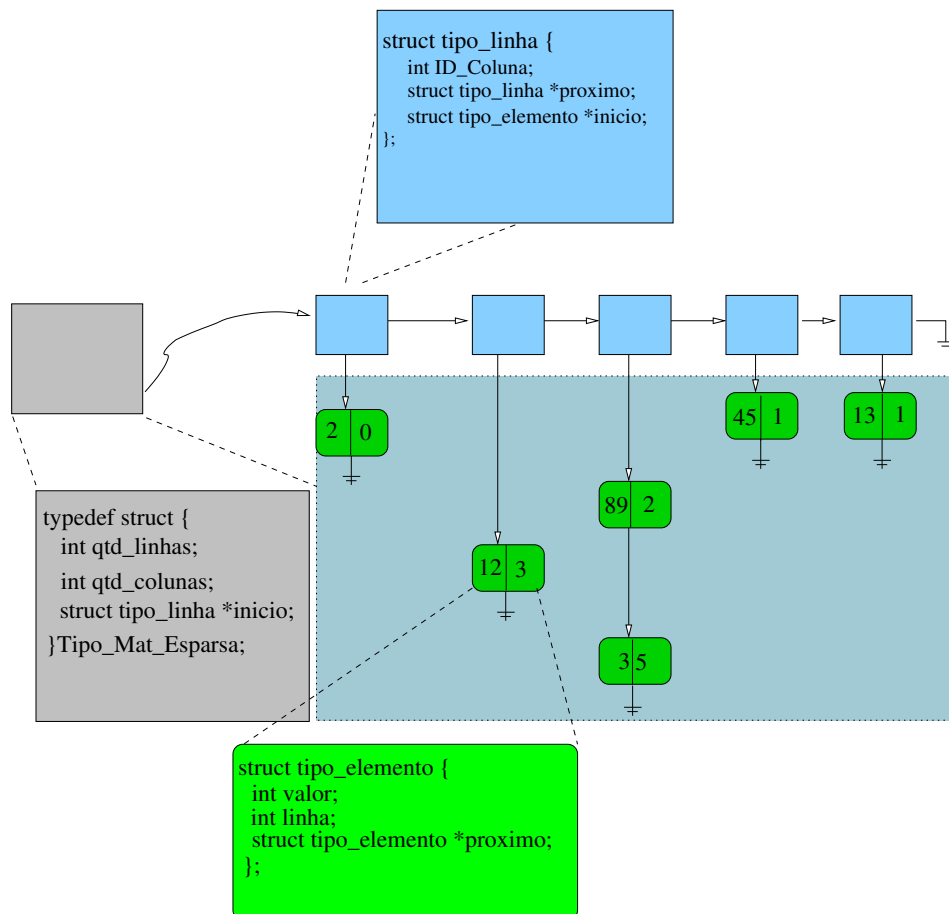 struct tipo_linha {
int ID_Coluna;
struct tipo_linha *proximo;
struct tipo_elemento *inicio;
};
45 1
13 1
2 0
89 2
typedef struct {
int qtd_linhas;
int qtd_colunas;
struct tipo_linha *inicio;
}Tipo_Mat_Esparsa;
12 3
3 5
struct tipo_elemento {
int valor;
int linha;
struct tipo_elemento *proximo;
};